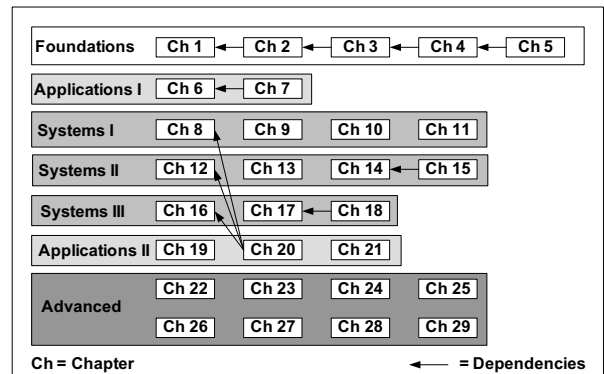 Foundations Ch 1 Ch 2 Ch 3 Ch 4 Ch 5
Applications I Ch 6 Ch 7
Systems I Ch 8 Ch 9 Ch 10 Ch 11
Systems II Ch 12 Ch 13 Ch 14 Ch 15
Systems III Ch 16 Ch 17 Ch 18
Applications II Ch 19 Ch 20 Ch 21
Ch 22 Ch 23 Ch 24 Ch 25
Advanced
Ch 26 Ch 27 Ch 28 Ch 29
Ch = Chapter = Dependencies